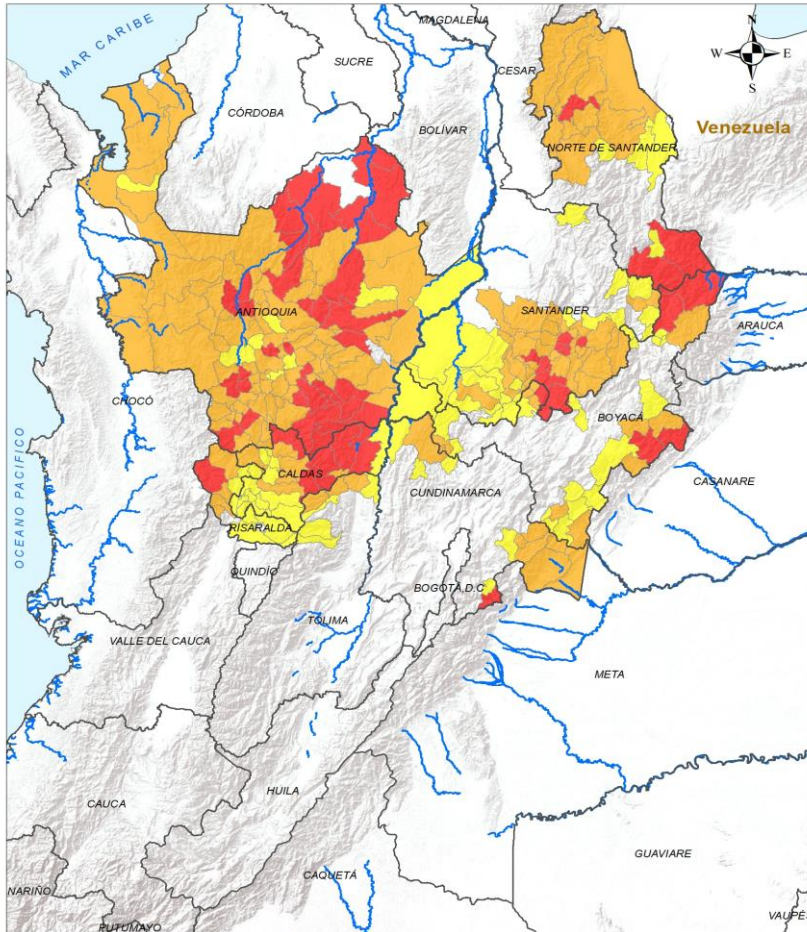 MAGDALENA
MAR CARIBE
N
W E
S
SUCRE
CESAR
CÓRDOBA
BOLÍVAR
Venezuela
NORTE DE SANTANDER
ANTIOQUIA
SANTANDER
ARAUCA
CHOCÓ
BOYACÁ
OCEANO PACIFICO
CALDAS
CUNDINAMARCA
CASANARE
RISARALDA
QUINDÍO
BOGOTÁ, D.C
TOLIMA
VALLE DEL CAUCA
META
HUILA
CAUCA
GUAVIARE
CAQUETÁ
NARIÑO
PUTUMAYO
VAUPÉS